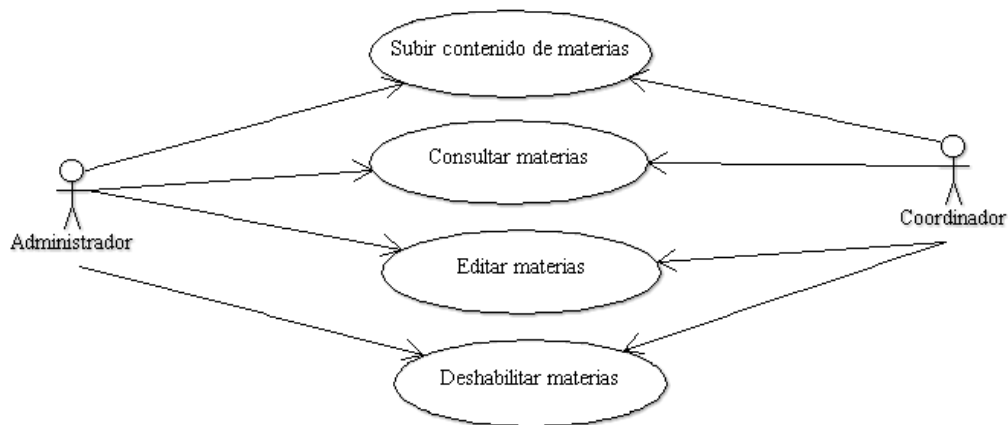 Subir contenido de materias
Consultar materias
Administrador
Coordinador
Editar materias
Deshabilitar materias